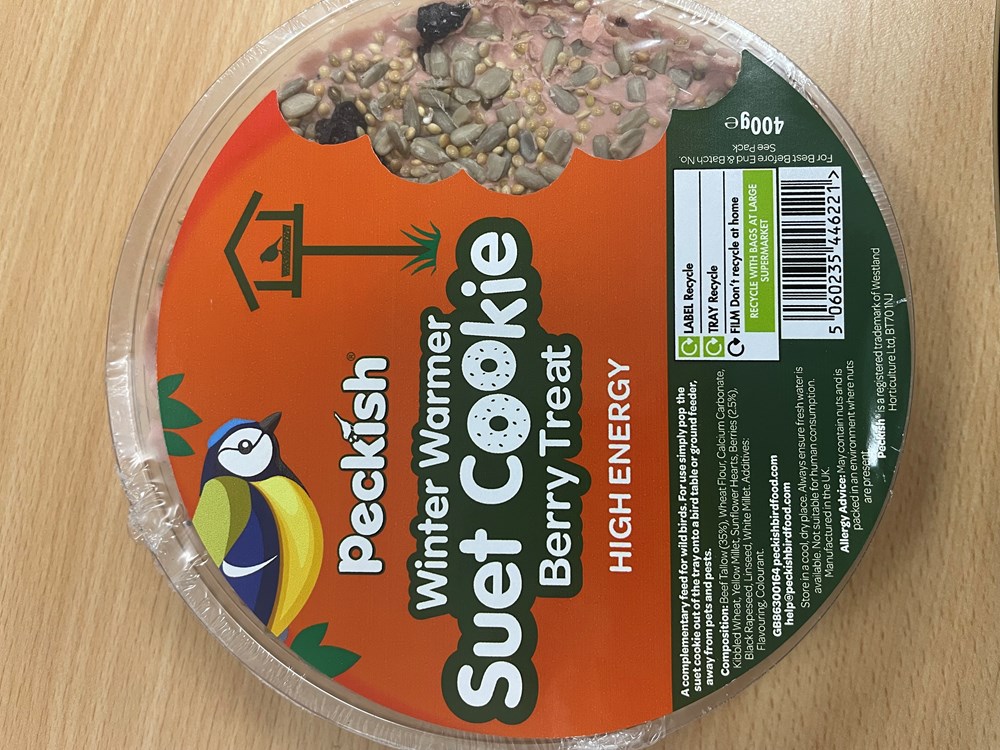 Peckish®
Winter Warmer
Suet Cookie
Berry Treat
HIGH ENERGY
400g e
For Best Before End & Batch No.
See Pack
A complementary feed for wild birds. For use simply pop the
suet cookie out of the tray onto a bird table or ground feeder,
away from pets and pests.
Composition: Beef Tallow (35%), Wheat Flour, Calcium Carbonate,
Kibbled Wheat, Yellow Millet, Sunflower Hearts, Berries (2.5%),
Black Rapeseed, Linseed, White Millet. Additives:
Flavouring, Colourant.
GB86300164 peckishbirdfood.com
help@peckishbirdfood.com
Store in a cool, dry place. Always ensure fresh water is
available. Not suitable for human consumption.
Manufactured in the U.K.
Allergy Advice: May contain nuts and is
packed in an environment where nuts
are present.
LABEL Recycle
TRAY Recycle
FILM Don't recycle at home
RECYCLE WITH BAGS AT LARGE
SUPERMARKET
5 060235 446221 >
Peckish® is a registered trademark of Westland
Horticulture Ltd, BT70 1NJ